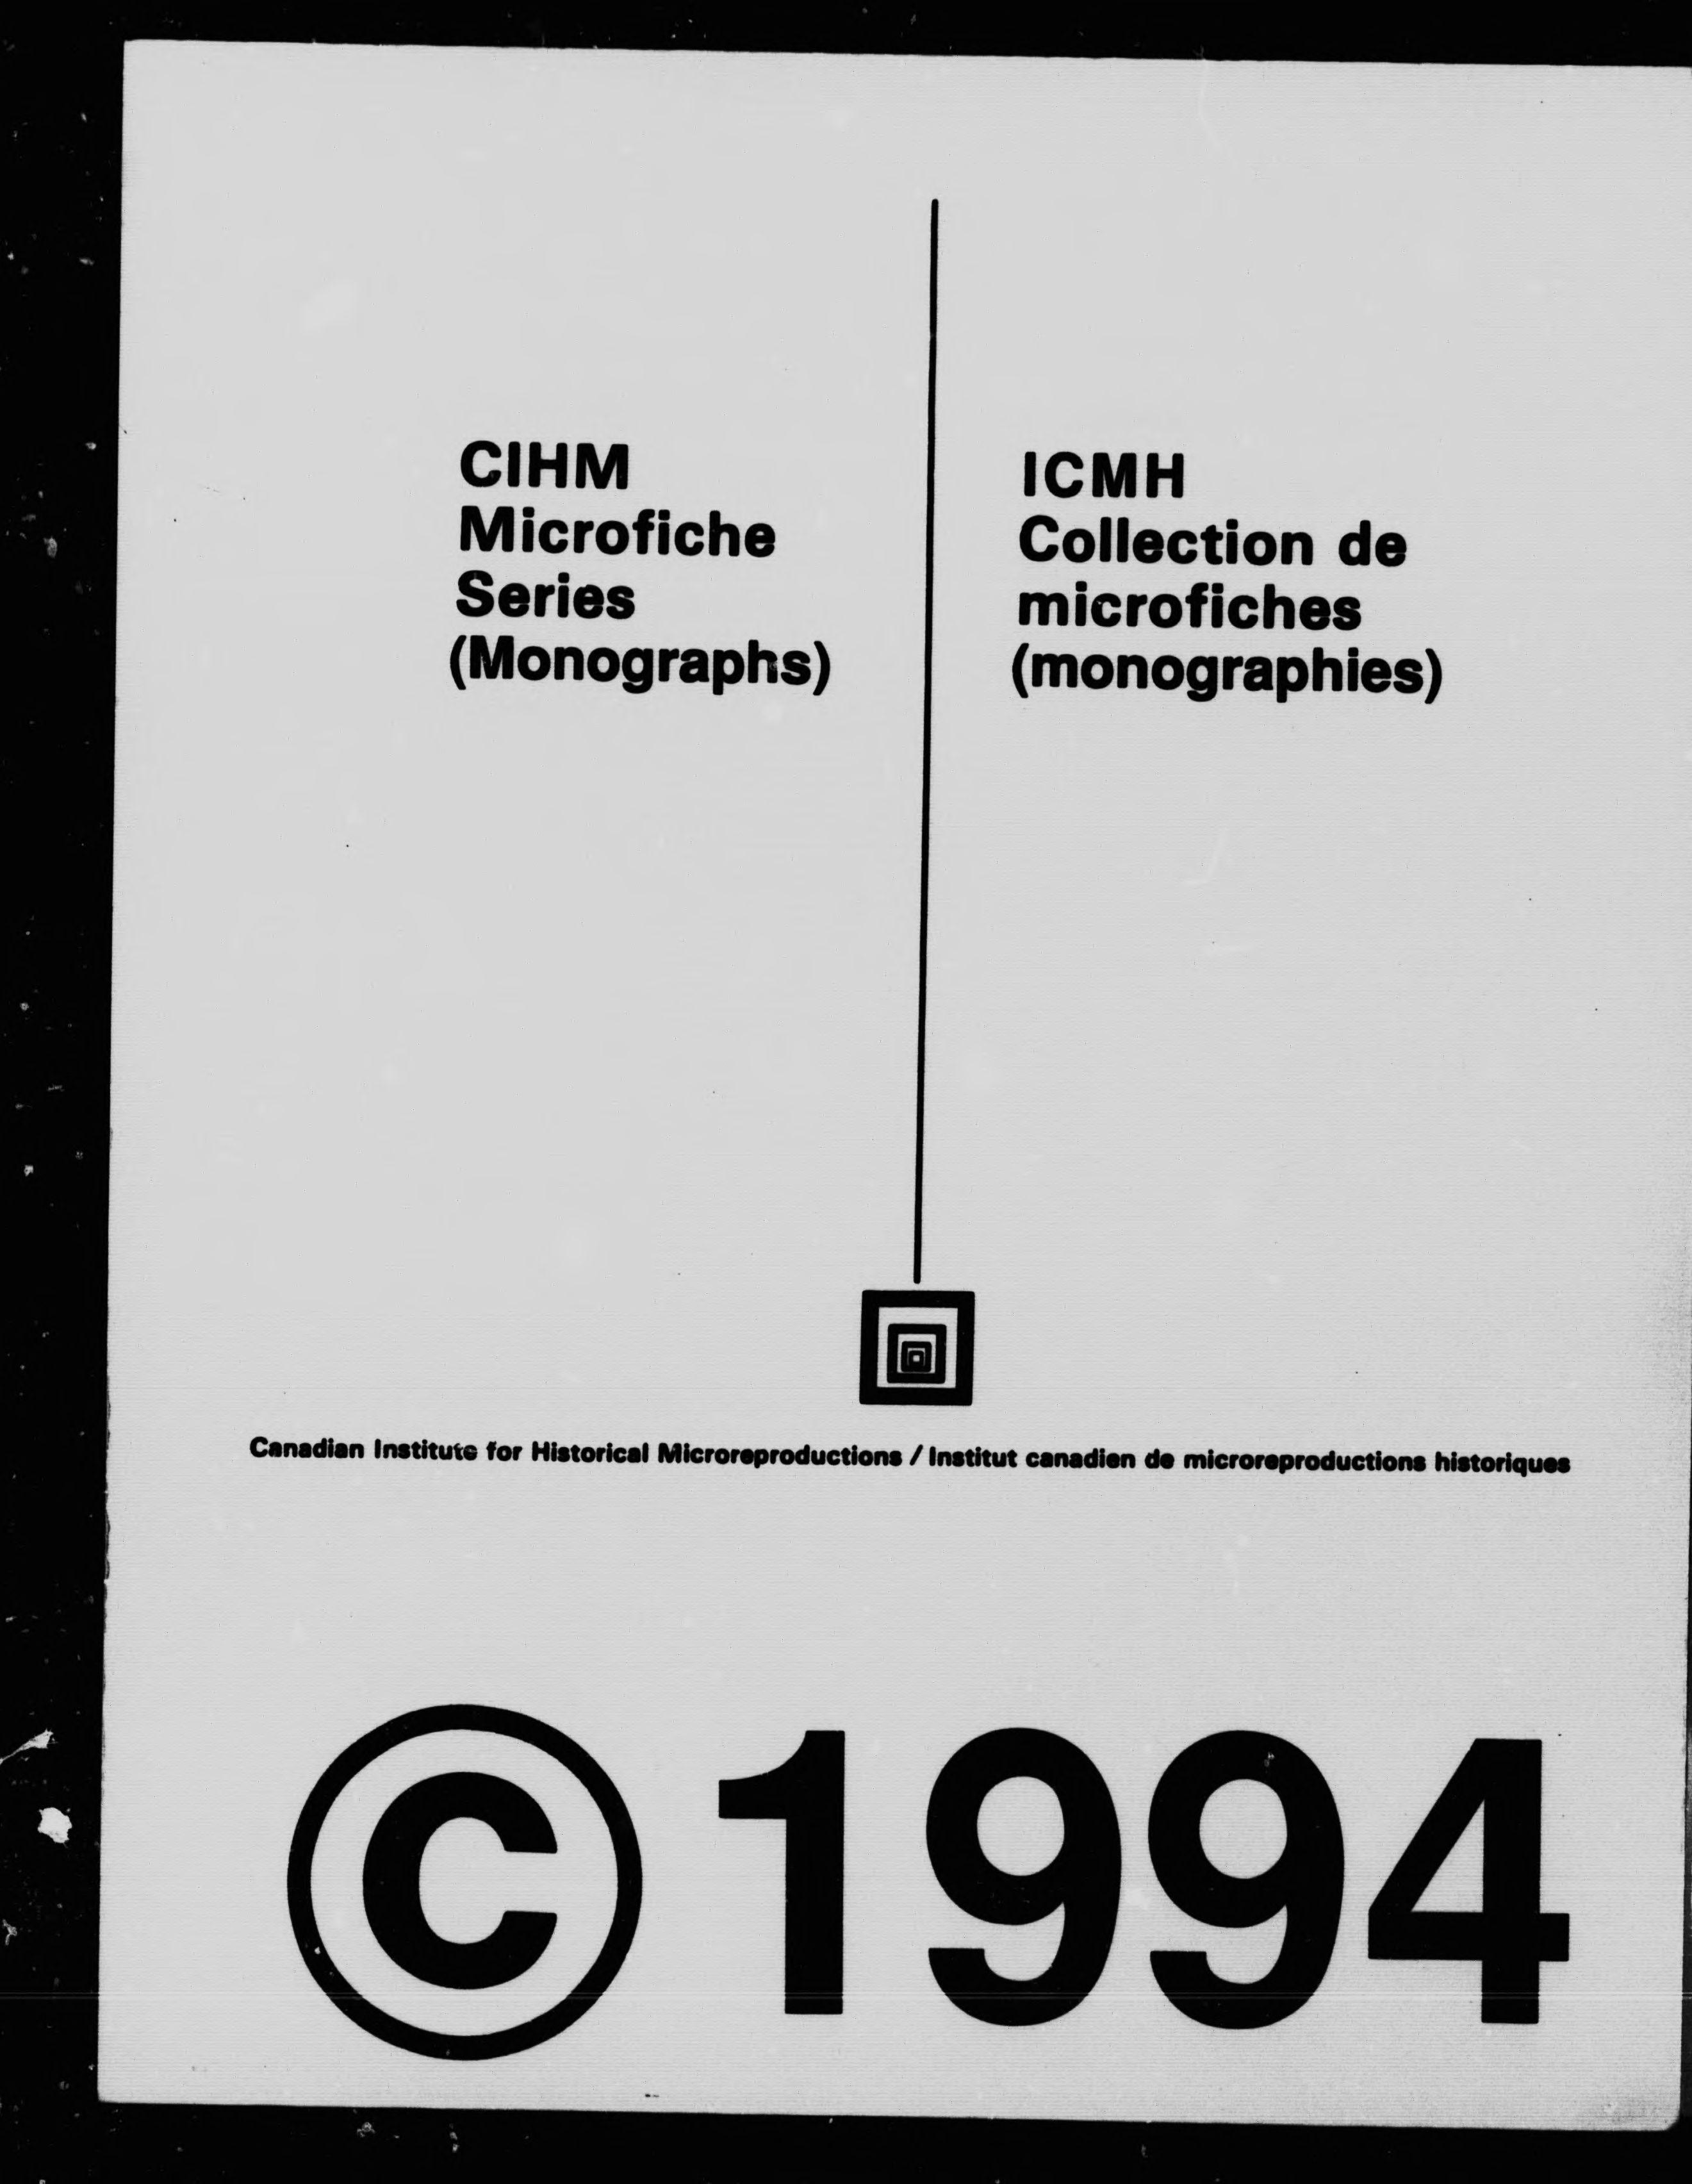 CIHM
Microfiche
Series
(Monographs)
ICMH
Collection de
microfiches
(monographies)
Canadian Institute for Historical Microreproductions / Institut canadien de microreproductions historiques
© 1994